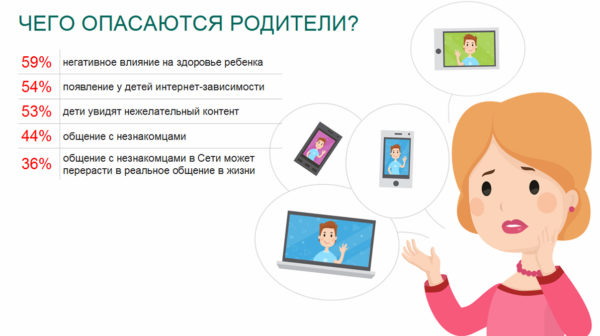 ЧЕГО ОПАСАЮТСЯ РОДИТЕЛИ?
59% негативное влияние на здоровье ребенка
54% появление у детей интернет-зависимости
53% дети увидят нежелательный контент
44% общение с незнакомцами
36% общение с незнакомцами в Сети может
перерасти в реальное общение в жизни